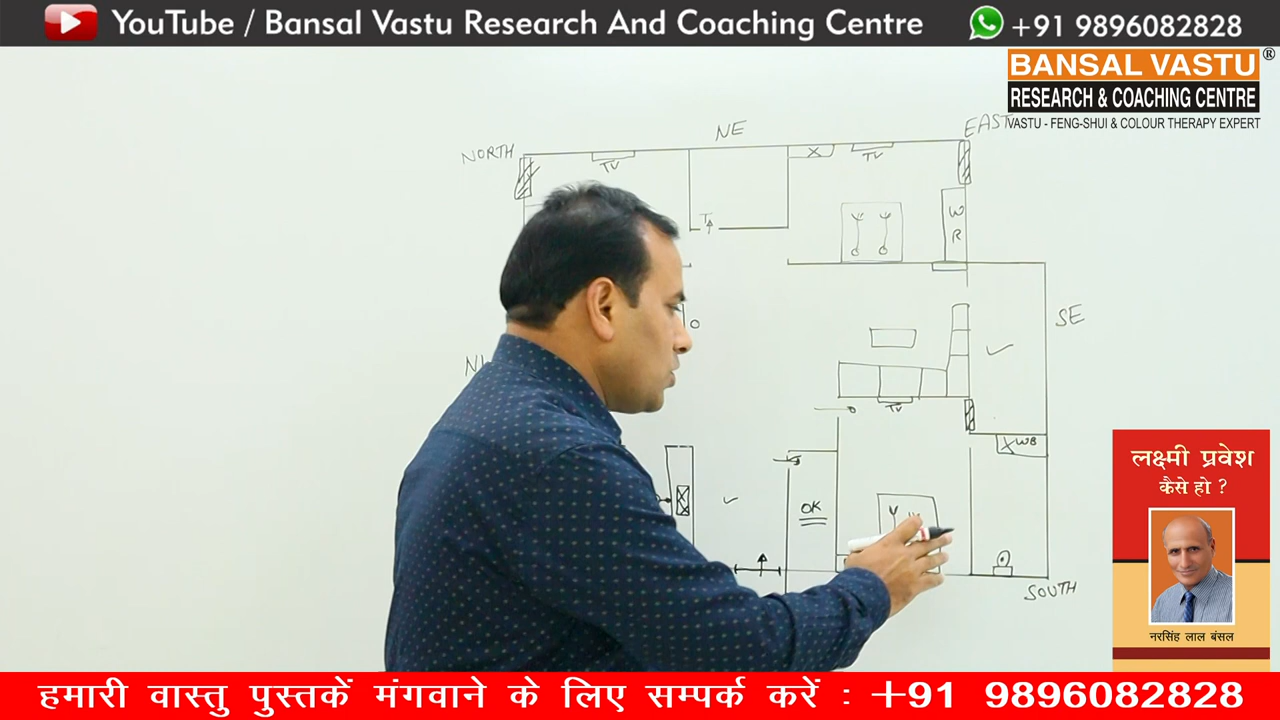 YouTube / Bansal Vastu Research And Coaching Centre
+91 9896082828
BANSAL VASTU®
RESEARCH & COACHING CENTRE
VASTU - FENG-SHUI & COLOUR THERAPY EXPERT
NE
EAST
NORTH
TV
TV
T
W
R
SE
TV
WB
OK
SOUTH
लक्ष्मी प्रवेश
कैसे हो ?
नरसिंह लाल बंसल
हमारी वास्तु पुस्तकें मंगवाने के लिए सम्पर्क करें : +91 9896082828